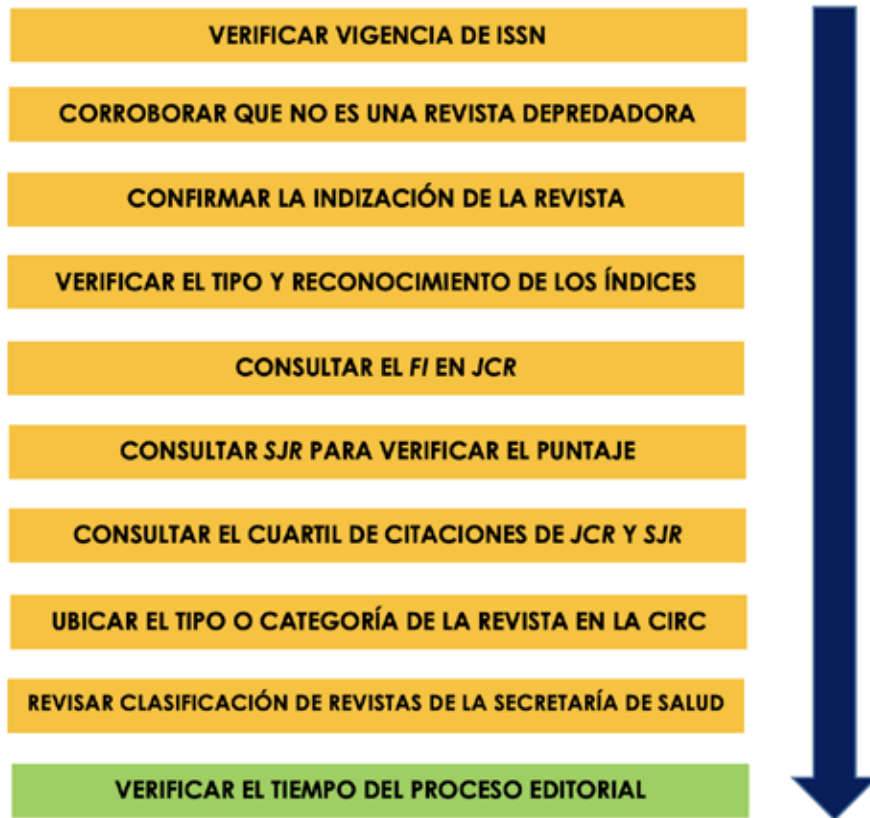 VERIFICAR VIGENCIA DE ISSN
CORROBORAR QUE NO ES UNA REVISTA DEPREDADORA
CONFIRMAR LA INDIZACIÓN DE LA REVISTA
VERIFICAR EL TIPO Y RECONOCIMIENTO DE LOS ÍNDICES
CONSULTAR EL FI EN JCR
CONSULTAR SJR PARA VERIFICAR EL PUNTAJE
CONSULTAR EL CUARTIL DE CITACIONES DE JCR Y SJR
UBICAR EL TIPO O CATEGORÍA DE LA REVISTA EN LA CIRC
REVISAR CLASIFICACIÓN DE REVISTAS DE LA SECRETARÍA DE SALUD
VERIFICAR EL TIEMPO DEL PROCESO EDITORIAL